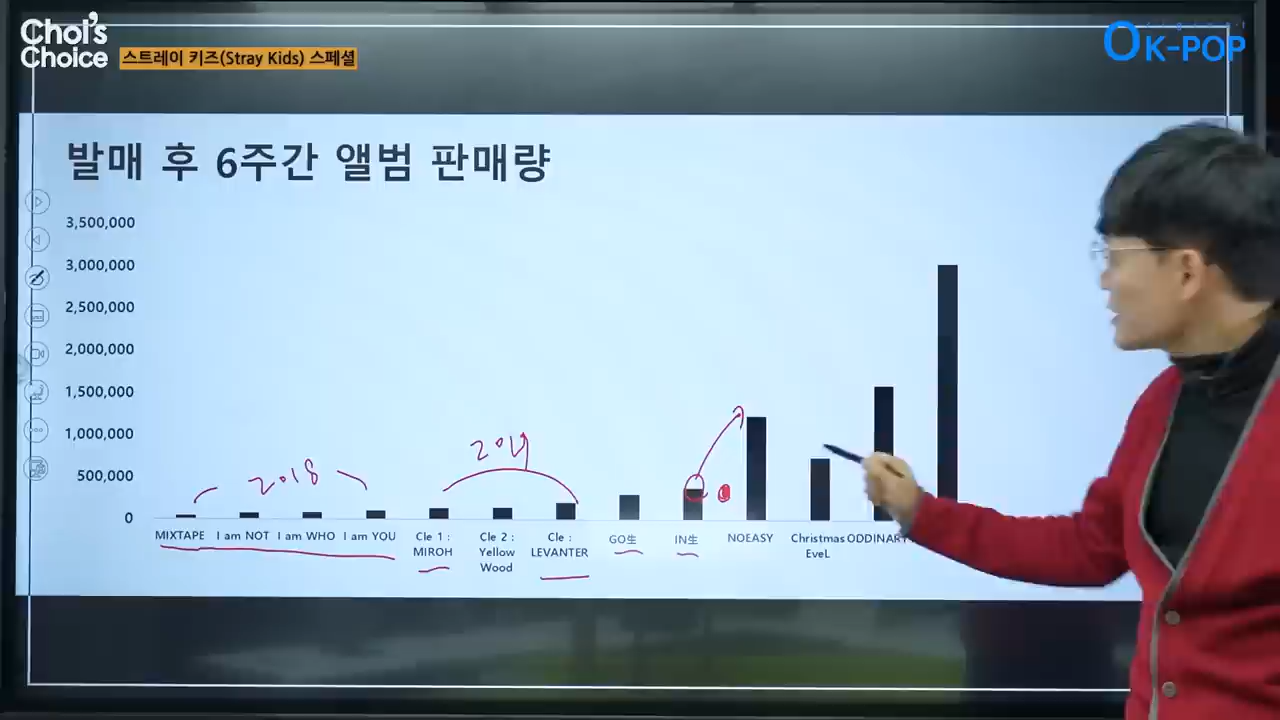 Choi's
Choice
스트레이 키즈(Stray Kids) 스페셜
OK-POP
발매 후 6주간 앨범 판매량
3,500,000
3,000,000
2,500,000
2,000,000
1,500,000
1,000,000
500,000
0
2018
2019
MIXTAPE
I am NOT
I am WHO
I am YOU
Cle 1 :
MIROH
Cle 2 :
Yellow
Wood
Cle :
LEVANTER
GO生
IN生
NOEASY
Christmas
EveL
ODDINARY